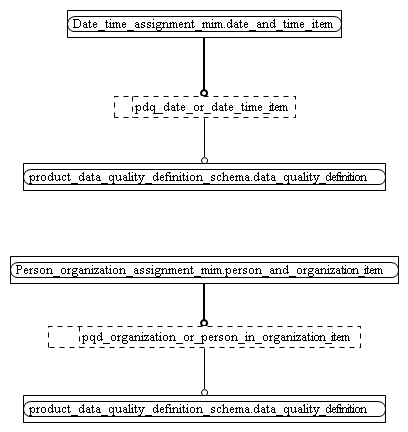 Date_time_assignment_mim.date_and_time_item
pdq_date_or_date_time_item
product_data_quality_definition_schema.data_quality_definition
Person_organization_assignment_mim.person_and_organization_item
pqd_organization_or_person_in_organization_item
product_data_quality_definition_schema.data_quality_definition